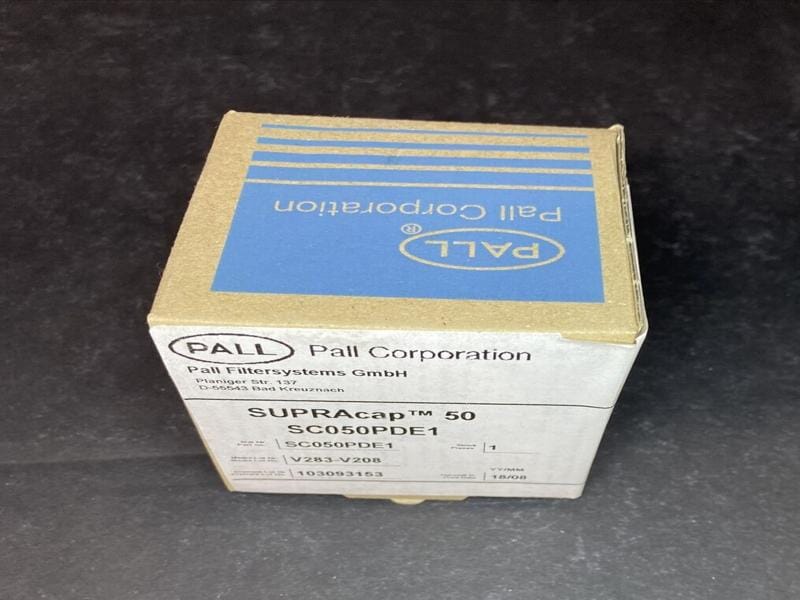 Pall Corporation
PALL®
PALL Pall Corporation
Pall Filtersystems GmbH
Planiger Str. 137
D-55543 Bad Kreuznach
SUPRAcap™ 50
SC050PDE1
SC050PDE1 1
V283-V208 YY/MM
103093153 18/08